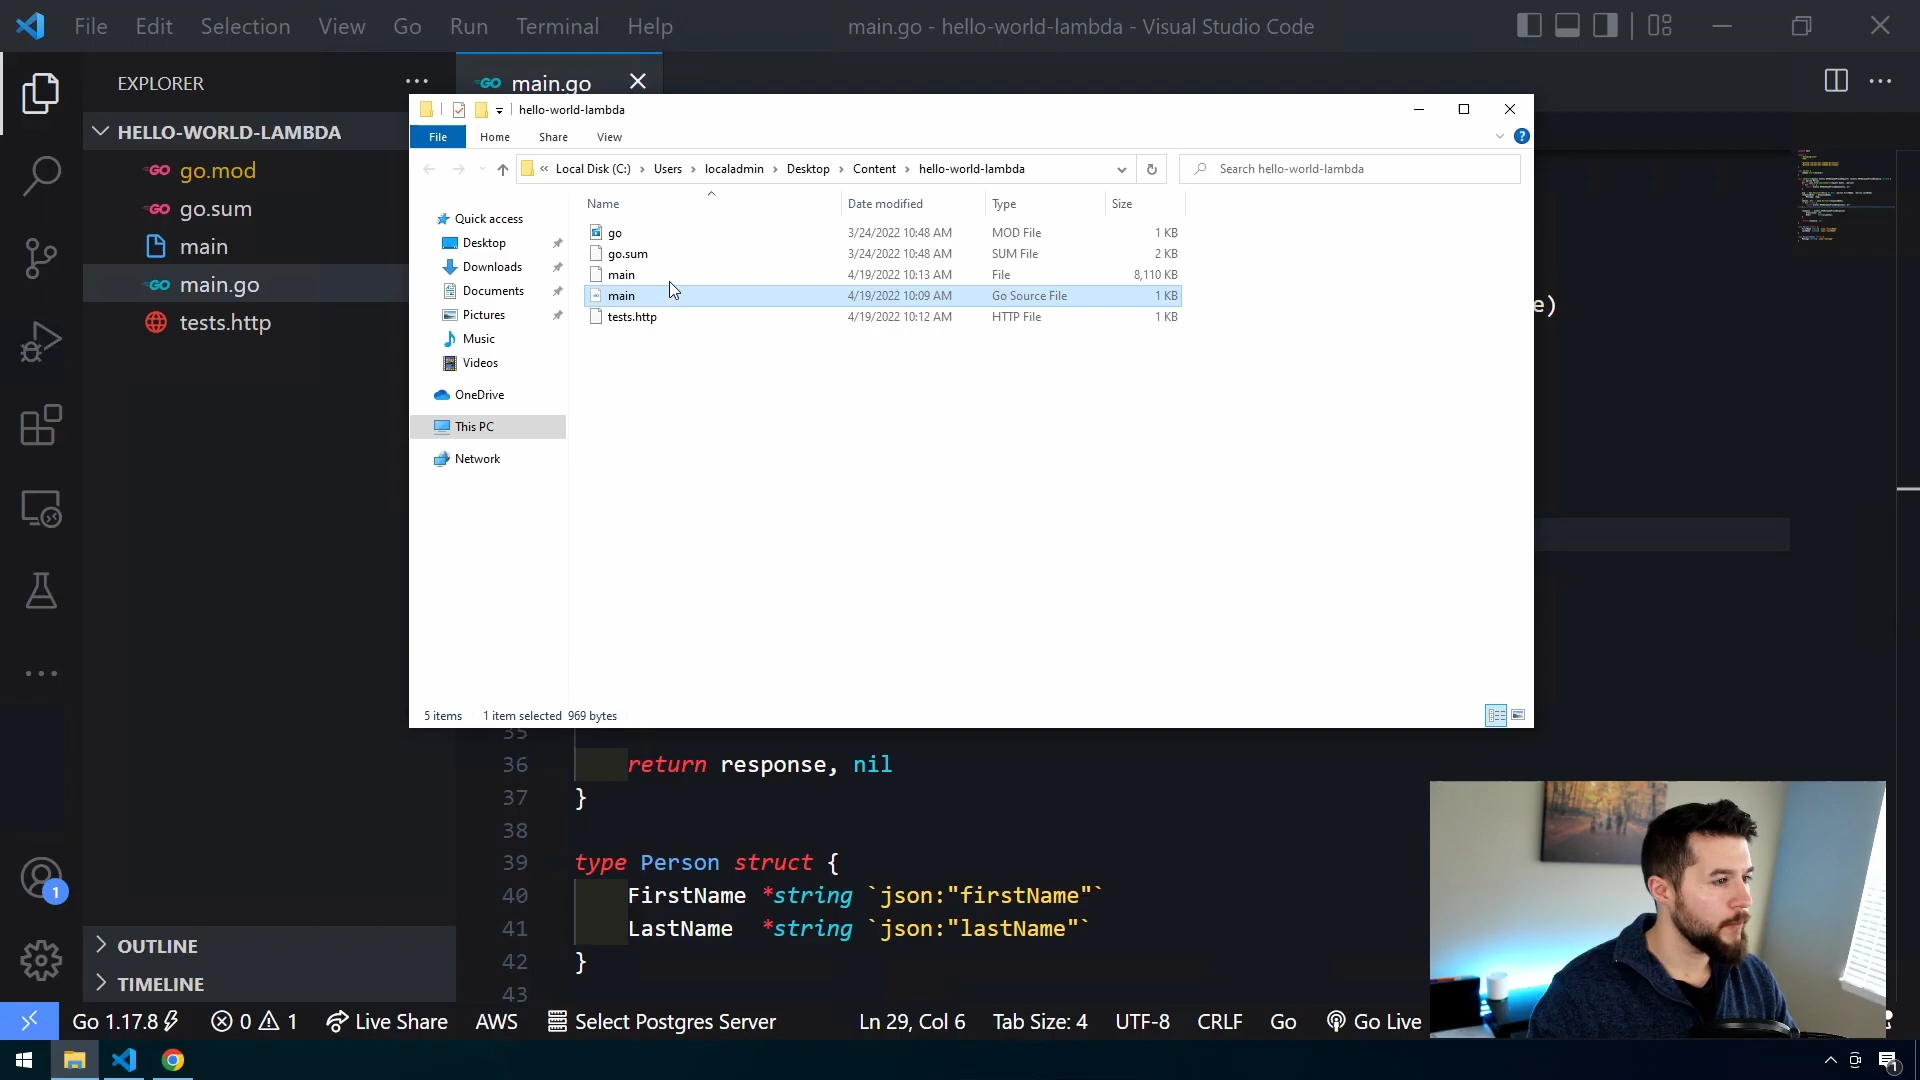 File Edit Selection View Go Run Terminal Help main.go - hello-world-lambda - Visual Studio Code
EXPLORER
GO main.go
HELLO-WORLD-LAMBDA
GO go.mod
GO go.sum
main
GO main.go
tests.http
hello-world-lambda
File Home Share View
« Local Disk (C:) Users localadmin Desktop Content hello-world-lambda Search hello-world-lambda
Quick access
Desktop
Downloads
Documents
Pictures
Music
Videos
OneDrive
This PC
Network
Name Date modified Type Size
go 3/24/2022 10:48 AM MOD File 1 KB
go.sum 3/24/2022 10:48 AM SUM File 2 KB
main 4/19/2022 10:13 AM File 8,110 KB
main 4/19/2022 10:09 AM Go Source File 1 KB
tests.http 4/19/2022 10:12 AM HTTP File 1 KB
5 items 1 item selected 969 bytes
e)
35
36 return response, nil
37 }
38
39 type Person struct {
40 FirstName *string `json:"firstName"`
41 LastName *string `json:"lastName"`
42 }
43
1
OUTLINE
TIMELINE
Go 1.17.8 0 1 Live Share AWS Select Postgres Server Ln 29, Col 6 Tab Size: 4 UTF-8 CRLF Go Go Live
1